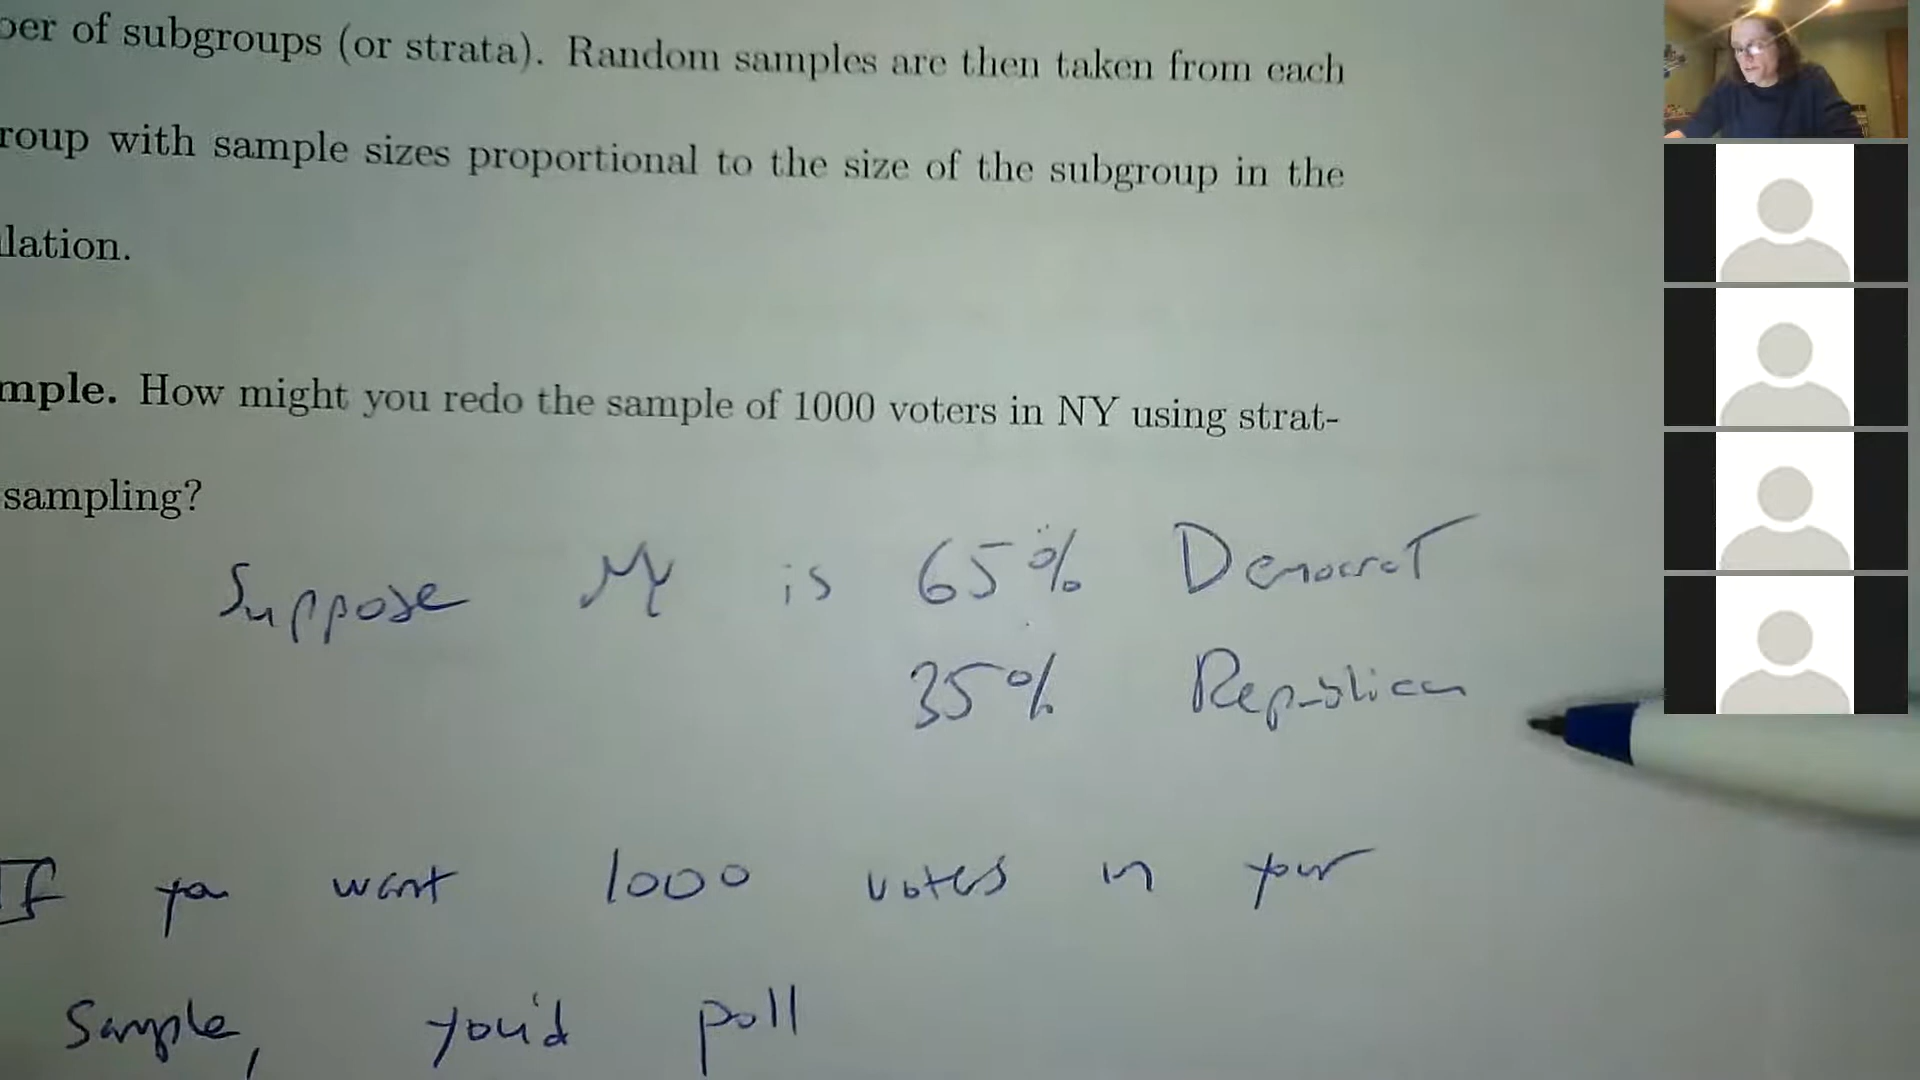 ber of subgroups (or strata). Random samples are then taken from each
roup with sample sizes proportional to the size of the subgroup in the
lation.
mple. How might you redo the sample of 1000 voters in NY using strat-
sampling?
Suppose NY is 65% Democrat
35% Republican
If you want 1000 voters in your
sample, you'd poll